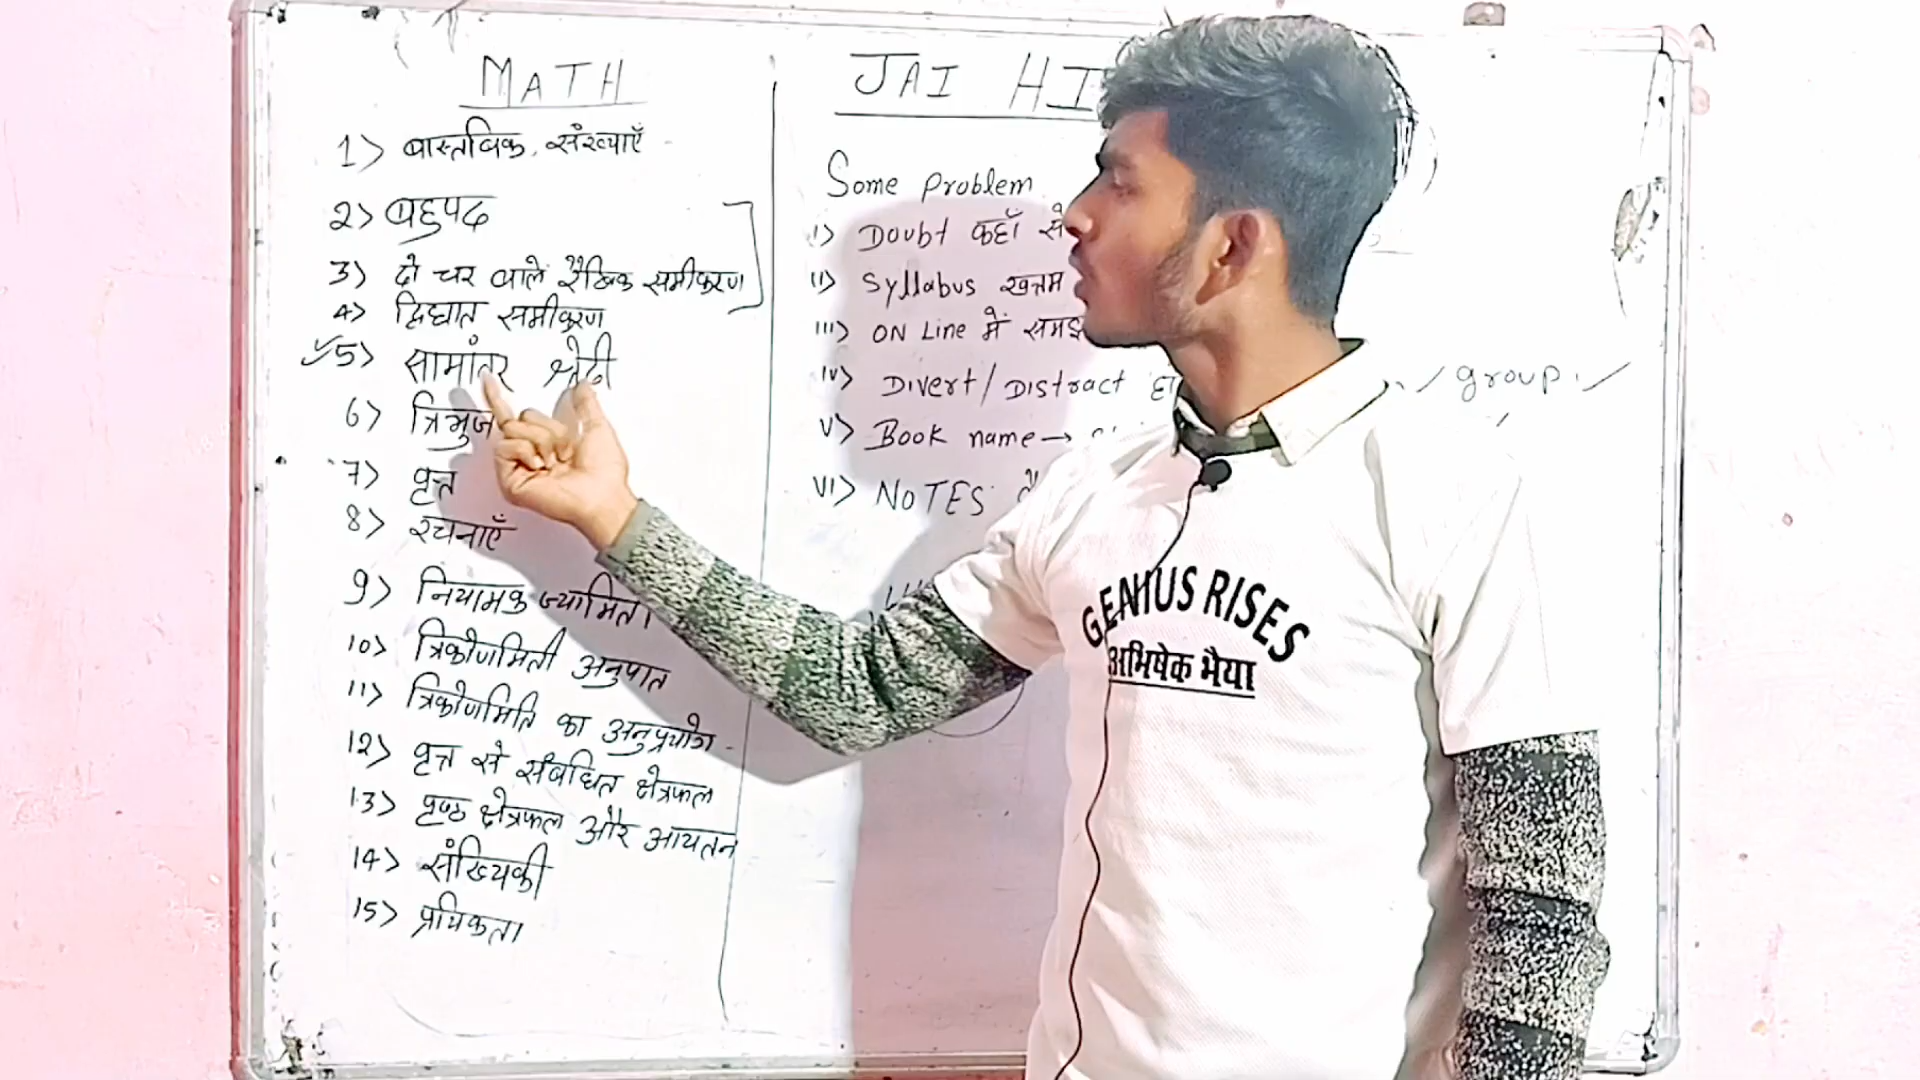 MATH
1> बास्तबिक संख्याएँ
2> बहुपद
3> दो चर बाले रैखिक समीकरण
4> द्विघात समीकरण
✓5> सामांतर श्रेढ़ी
6> त्रिभुज
7> वृत्त
8> रचनाएँ
9> नियामक ज्यामिती
10> त्रिकोणमिती अनुपात
11> त्रिकोणमिति का अनुप्रयोग
12> वृत्त से संबंधित क्षेत्रफल
13> पृष्ठ क्षेत्रफल और आयतन
14> संख्यिकी
15> प्रायिकता
JAI HI
Some Problem
I> Doubt कहाँ से
II> Syllabus खत्म
III> ON Line में समझ
IV> Divert/Distract
✓ group ✓
V> Book name →
VI> NOTES
GENIUS RISES
अभिषेक भैया